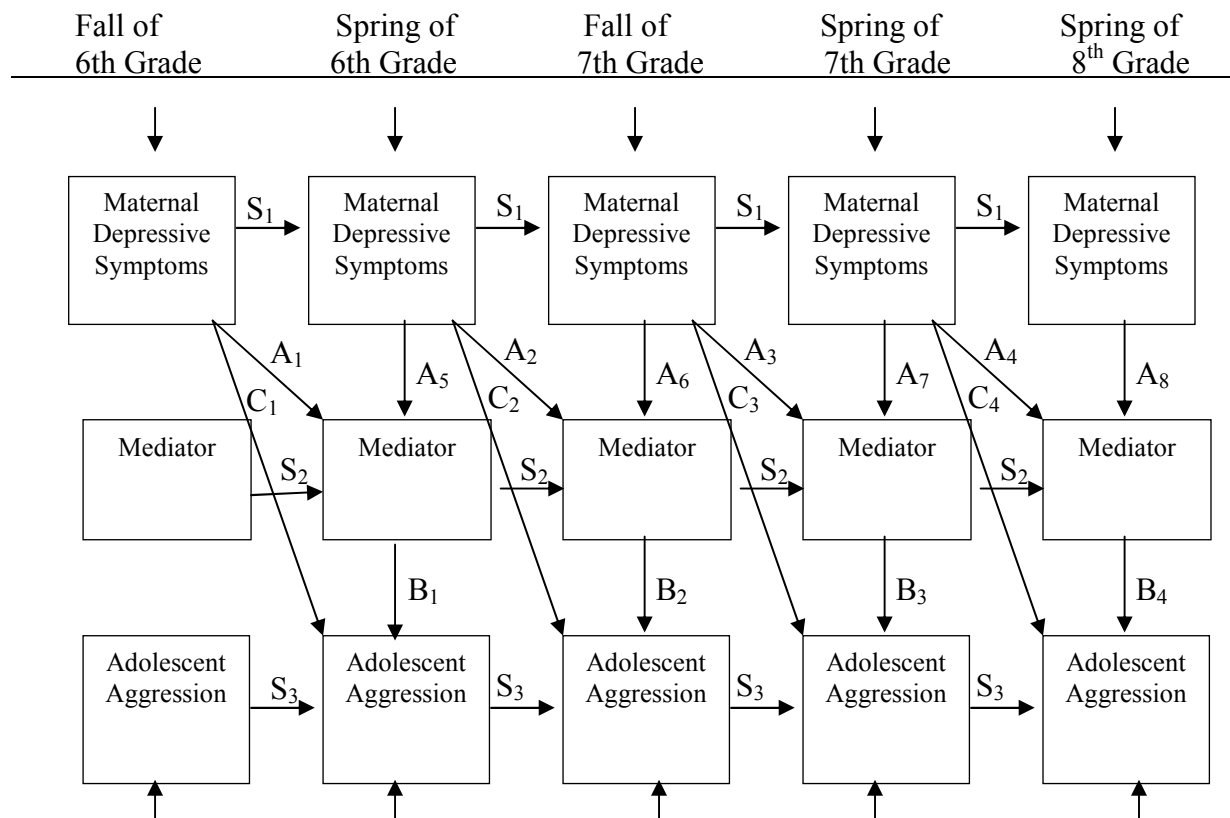 Fall of Spring of Fall of Spring of Spring of
6th Grade 6th Grade 7th Grade 7th Grade 8th Grade
Maternal Depressive Symptoms
S1
Maternal Depressive Symptoms
S1
Maternal Depressive Symptoms
S1
Maternal Depressive Symptoms
S1
Maternal Depressive Symptoms
A1
C1
A5
A2
C2
A6
A3
C3
A7
A4
C4
A8
Mediator
S2
Mediator
S2
Mediator
S2
Mediator
S2
Mediator
B1
B2
B3
B4
Adolescent Aggression
S3
Adolescent Aggression
S3
Adolescent Aggression
S3
Adolescent Aggression
S3
Adolescent Aggression